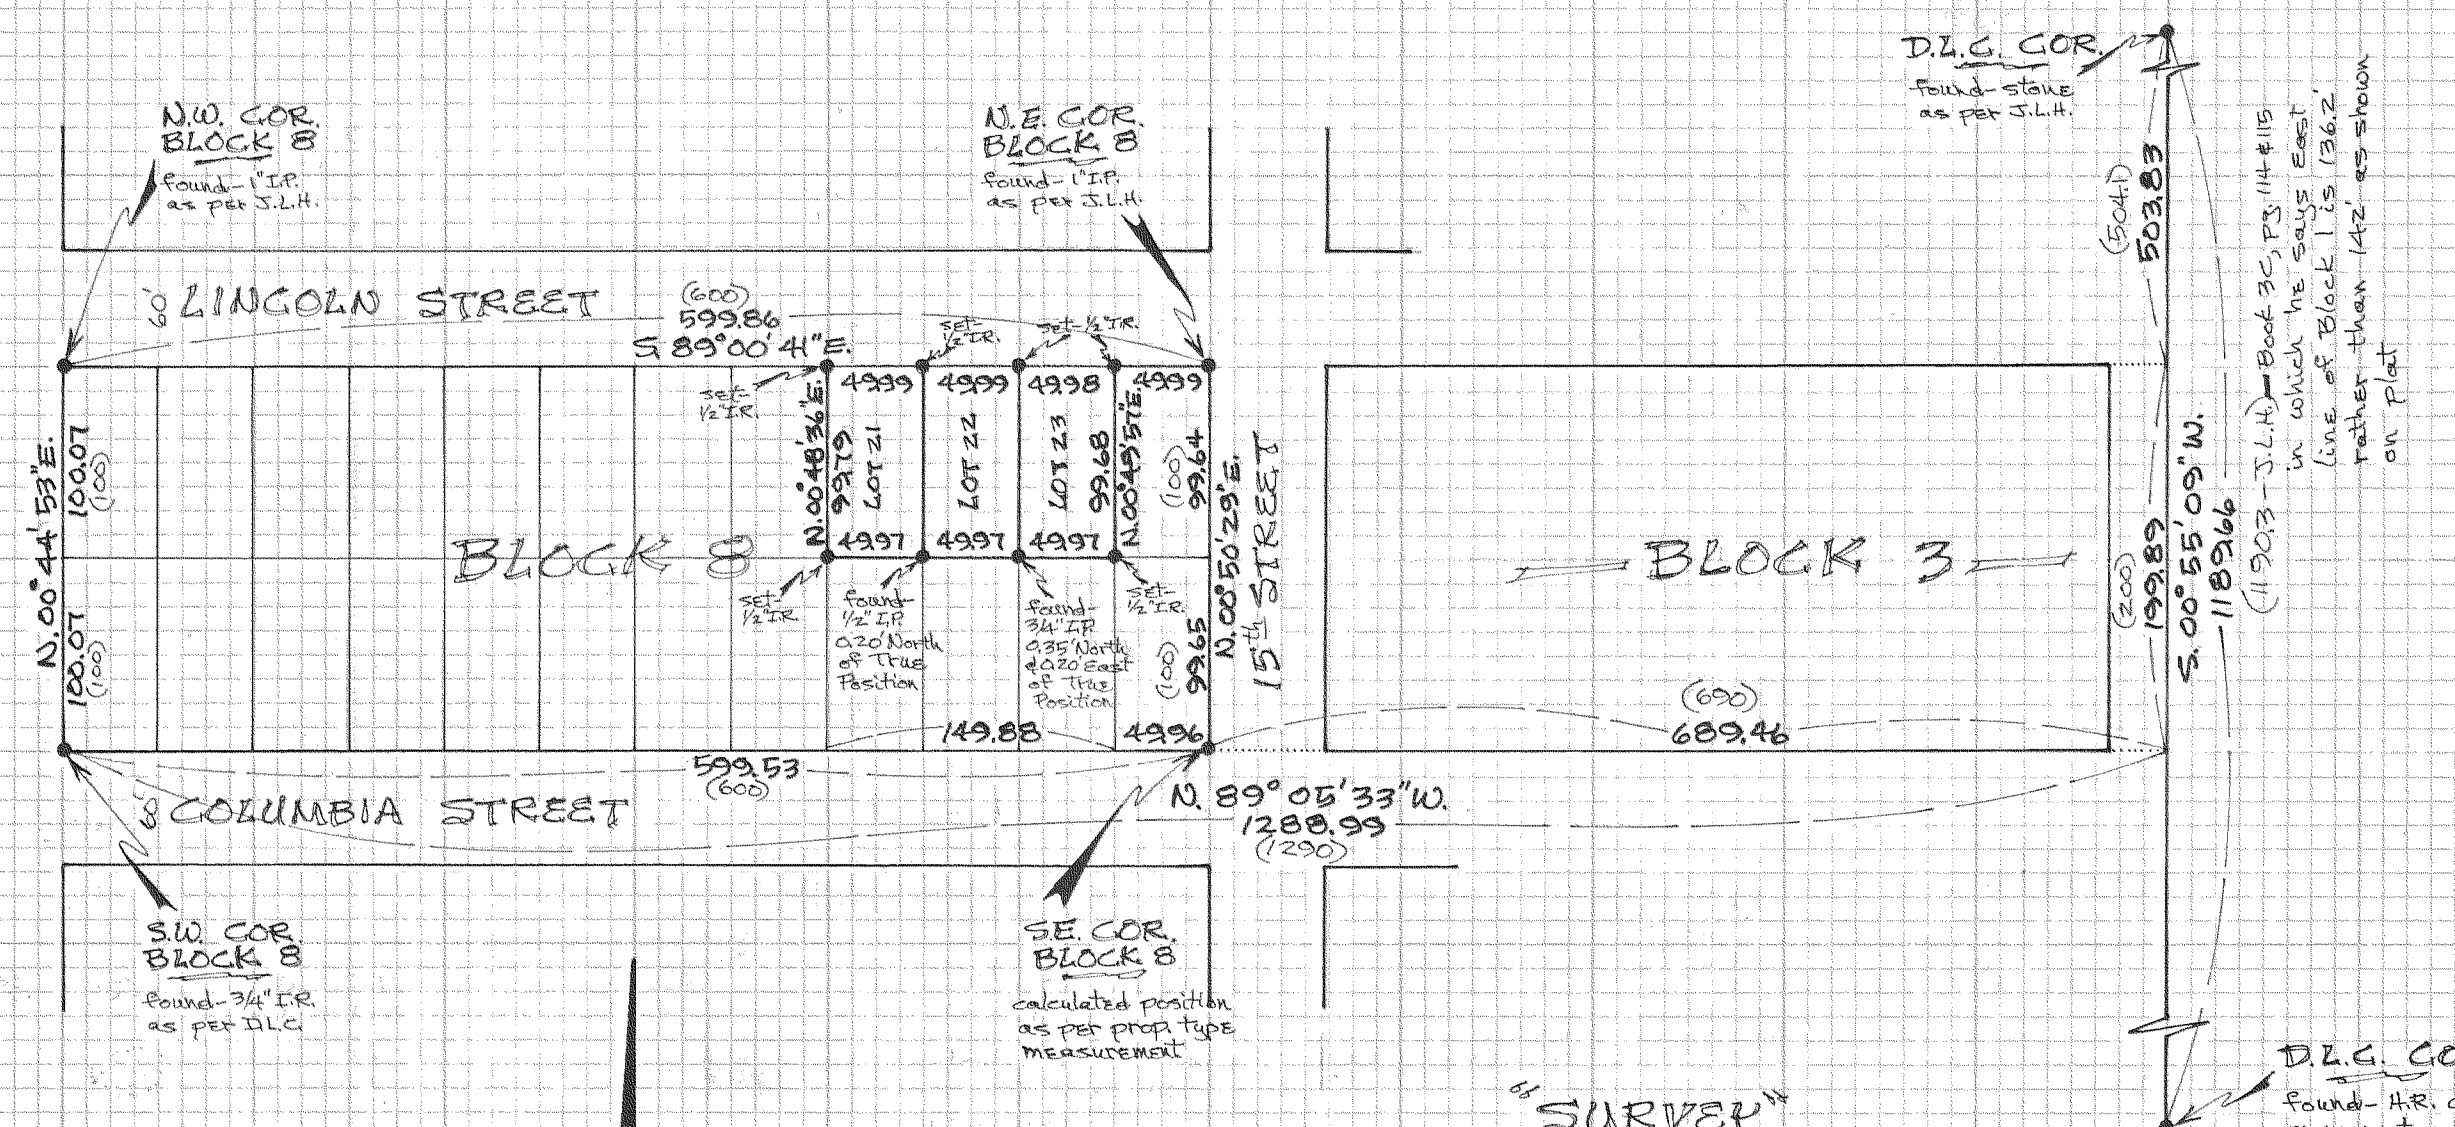 D.L.C. COR.
found-stone
as per J.L.H.
N.W. COR.
BLOCK 8
found-1"I.P.
as per J.L.H.
N.E. COR.
BLOCK 8
found-1"I.P.
as per J.L.H.
(504.1)
503.83
60' LINCOLN STREET
(600)
599.86
S. 89°00'41"E.
set-
1/2"I.R.
set-1/2"I.R.
set-
1/2"I.R.
49.99
49.99
49.98
49.99
N.00°44'53"E.
100.07
(100)
100.07
(100)
N.00°48'36"E.
99.79
LOT 21
LOT 22
LOT 23
99.68
N.00°49'57"E.
(100)
99.64
N.00°50'29"E.
15th STREET
49.97
49.97
49.97
BLOCK 8
BLOCK 3
set-
1/2"I.R.
found-
1/2"I.P.
0.20'North
of True
Position
found-
3/4"I.P.
0.35'North
& 0.20'East
of True
Position
set-
1/2"I.R.
(100)
99.65
149.88
49.96
(690)
689.46
(200)
199.89
S. 00°55'09"W.
1189.66
(1190.3-J.L.H.)-Book 3C, pg. 114 & 115
in which he says East
line of Block 1 is 136.2'
rather than 142' as shown
on plat
599.53
(600)
60' COLUMBIA STREET
N. 89°05'33"W.
1288.99
(1290)
S.W. COR.
BLOCK 8
found-3/4"I.R.
as per D.L.C.
S.E. COR.
BLOCK 8
calculated position
as per prop. type
measurement
D.L.C. CO
found-H.R.
"of
SURVEY"